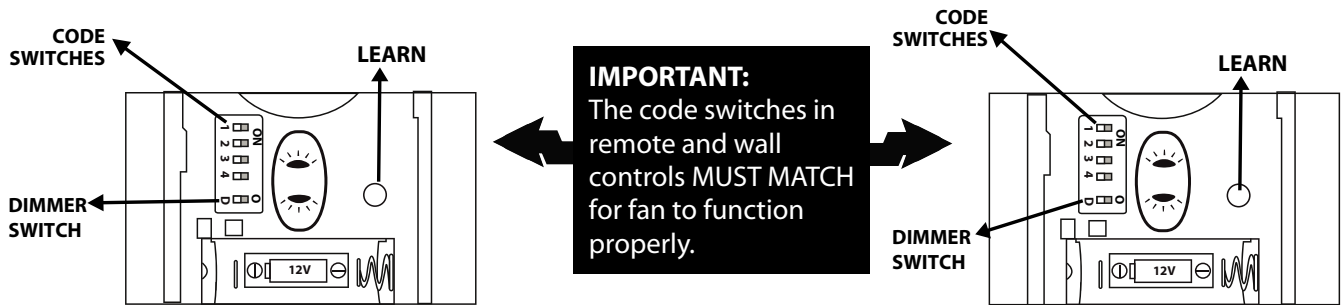 CODE
SWITCHES
LEARN
1
2
3
4
ON
D
O
DIMMER
SWITCH
12V
IMPORTANT:
The code switches in
remote and wall
controls MUST MATCH
for fan to function
properly.
CODE
SWITCHES
LEARN
1
2
3
4
ON
D
O
DIMMER
SWITCH
12V